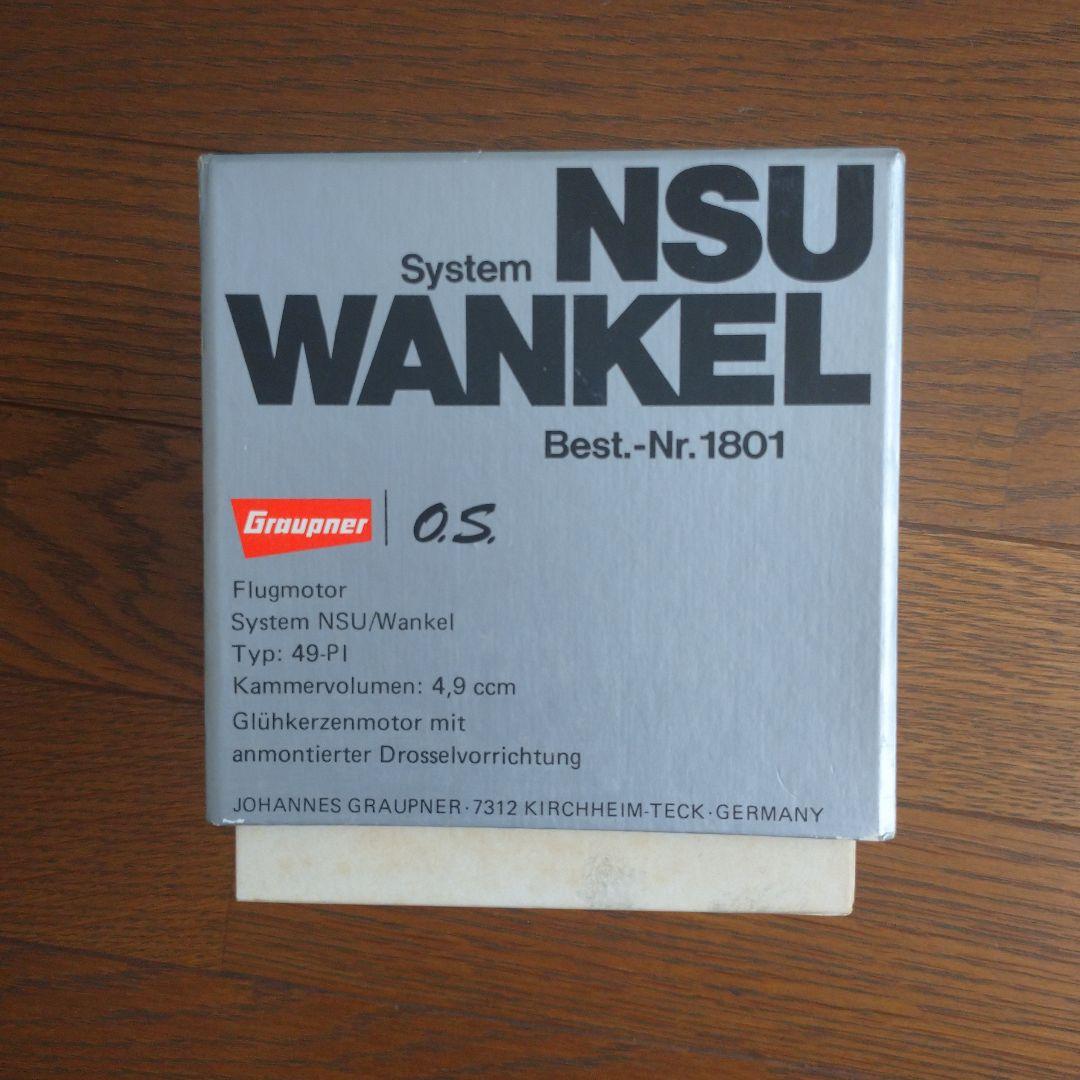 System NSU
WANKEL
Best.-Nr. 1801
Graupner O.S.
Flugmotor
System NSU/Wankel
Typ: 49-PI
Kammervolumen: 4,9 ccm
Glühkerzenmotor mit
anmontierter Drosselvorrichtung
JOHANNES GRAUPNER · 7312 KIRCHHEIM-TECK · GERMANY